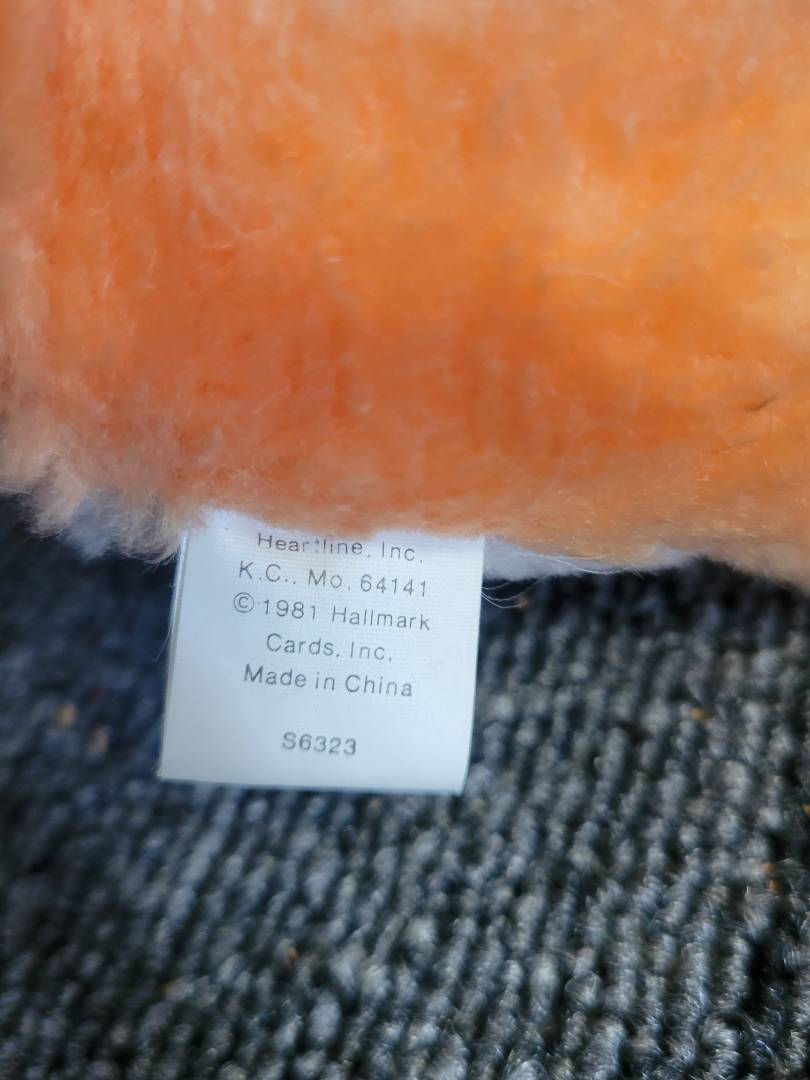 Heartline, Inc.
K.C., Mo. 64141
©1981 Hallmark
Cards, Inc.
Made in China
S6323